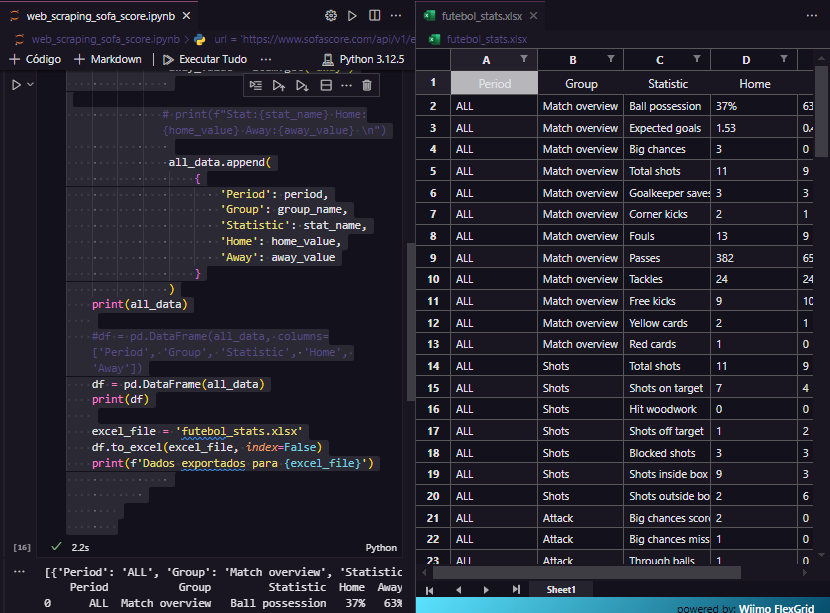 web_scraping_sofa_score.ipynb
futebol_stats.xlsx
web_scraping_sofa_score.ipynb > url = 'https://www.sofascore.com/api/v1/e
futebol_stats.xlsx
+ Código + Markdown Executar Tudo ... Python 3.12.5
# print(f"Stat:{stat_name} Home:
{home_value} Away:{away_value} \n")
all_data.append(
{
'Period': period,
'Group': group_name,
'Statistic': stat_name,
'Home': home_value,
'Away': away_value
}
)
print(all_data)
#df = pd.DataFrame(all_data, columns=
['Period', 'Group', 'Statistic', 'Home',
'Away'])
df = pd.DataFrame(all_data)
print(df)
excel_file = 'futebol_stats.xlsx'
df.to_excel(excel_file, index=False)
print(f'Dados exportados para {excel_file}')
[16] 2.2s Python
[{'Period': 'ALL', 'Group': 'Match overview', 'Statistic
Period Group Statistic Home Away
0 ALL Match overview Ball possession 37% 63%
A B C D
1 Period Group Statistic Home
2 ALL Match overview Ball possession 37% 63
3 ALL Match overview Expected goals 1.53 0.4
4 ALL Match overview Big chances 3 0
5 ALL Match overview Total shots 11 9
6 ALL Match overview Goalkeeper saves 3 3
7 ALL Match overview Corner kicks 2 1
8 ALL Match overview Fouls 13 9
9 ALL Match overview Passes 382 65
10 ALL Match overview Tackles 24 24
11 ALL Match overview Free kicks 9 10
12 ALL Match overview Yellow cards 2 1
13 ALL Match overview Red cards 1 0
14 ALL Shots Total shots 11 9
15 ALL Shots Shots on target 7 4
16 ALL Shots Hit woodwork 0 0
17 ALL Shots Shots off target 1 2
18 ALL Shots Blocked shots 3 3
19 ALL Shots Shots inside box 9 3
20 ALL Shots Shots outside bo 2 6
21 ALL Attack Big chances scor 2 0
22 ALL Attack Big chances miss 1 0
23 ALL Attack Through balls 1 0
Sheet1
powered by: Wijmo FlexGrid